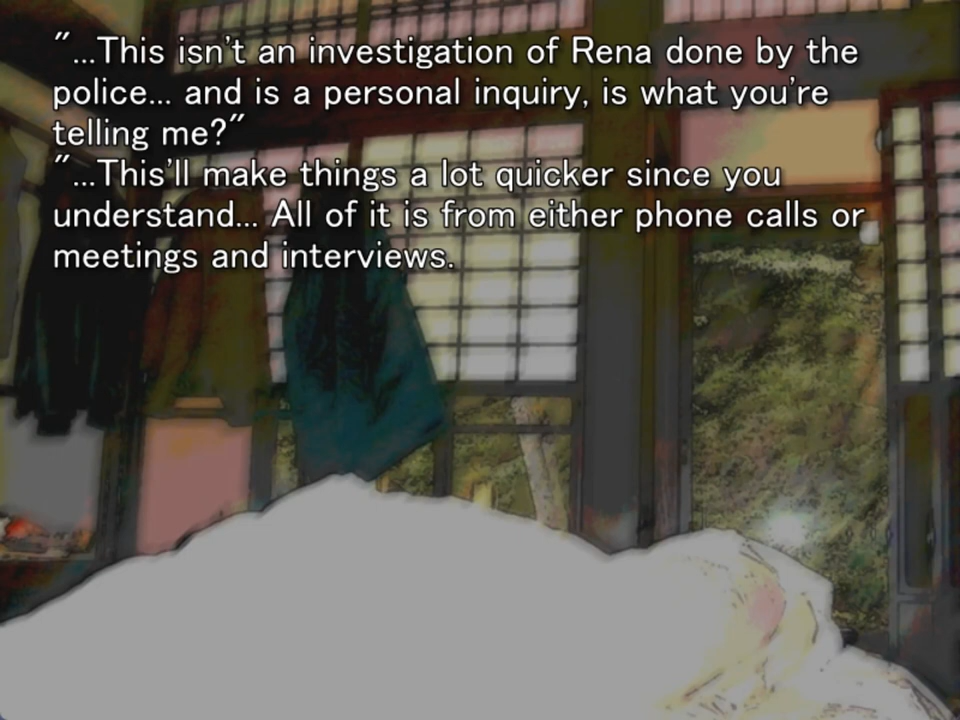 "...This isn't an investigation of Rena done by the
police... and is a personal inquiry, is what you're
telling me?"
"...This'll make things a lot quicker since you
understand... All of it is from either phone calls or
meetings and interviews.